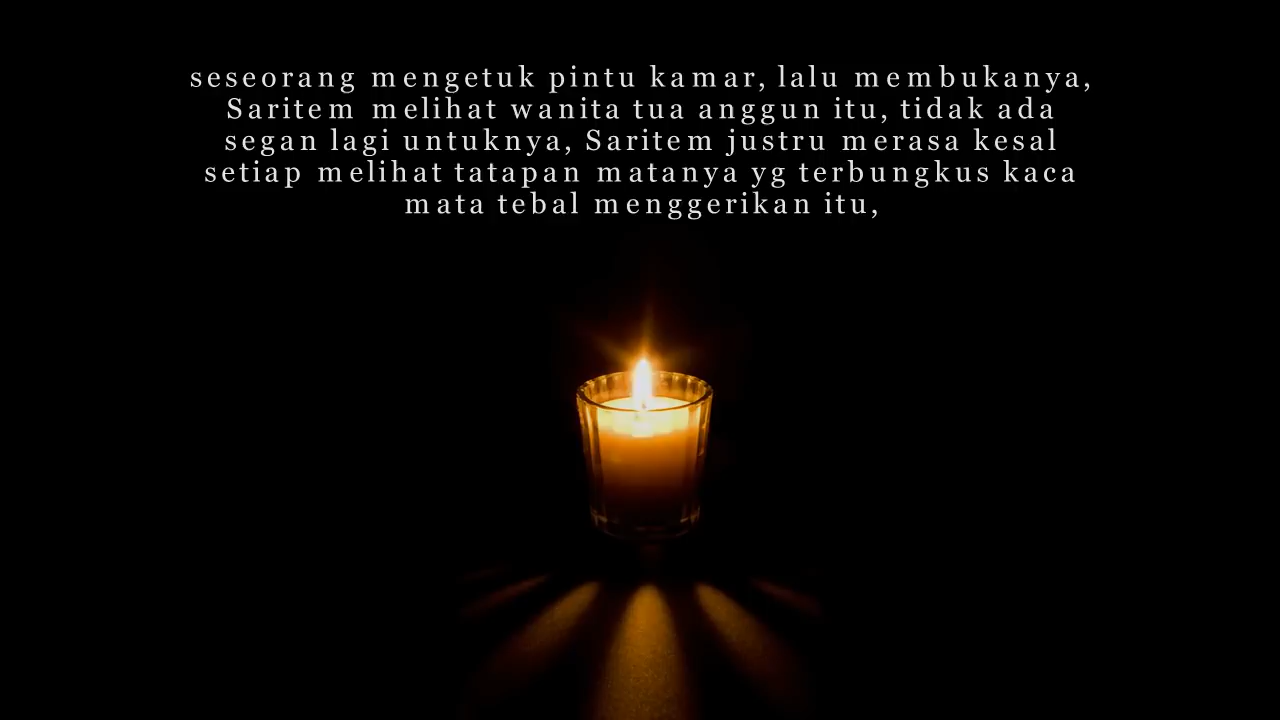 seseorang mengetuk pintu kamar, lalu membukanya,
Saritem melihat wanita tua anggun itu, tidak ada
segan lagi untuknya, Saritem justru merasa kesal
setiap melihat tatapan matanya yg terbungkus kaca
mata tebal menggerikan itu,